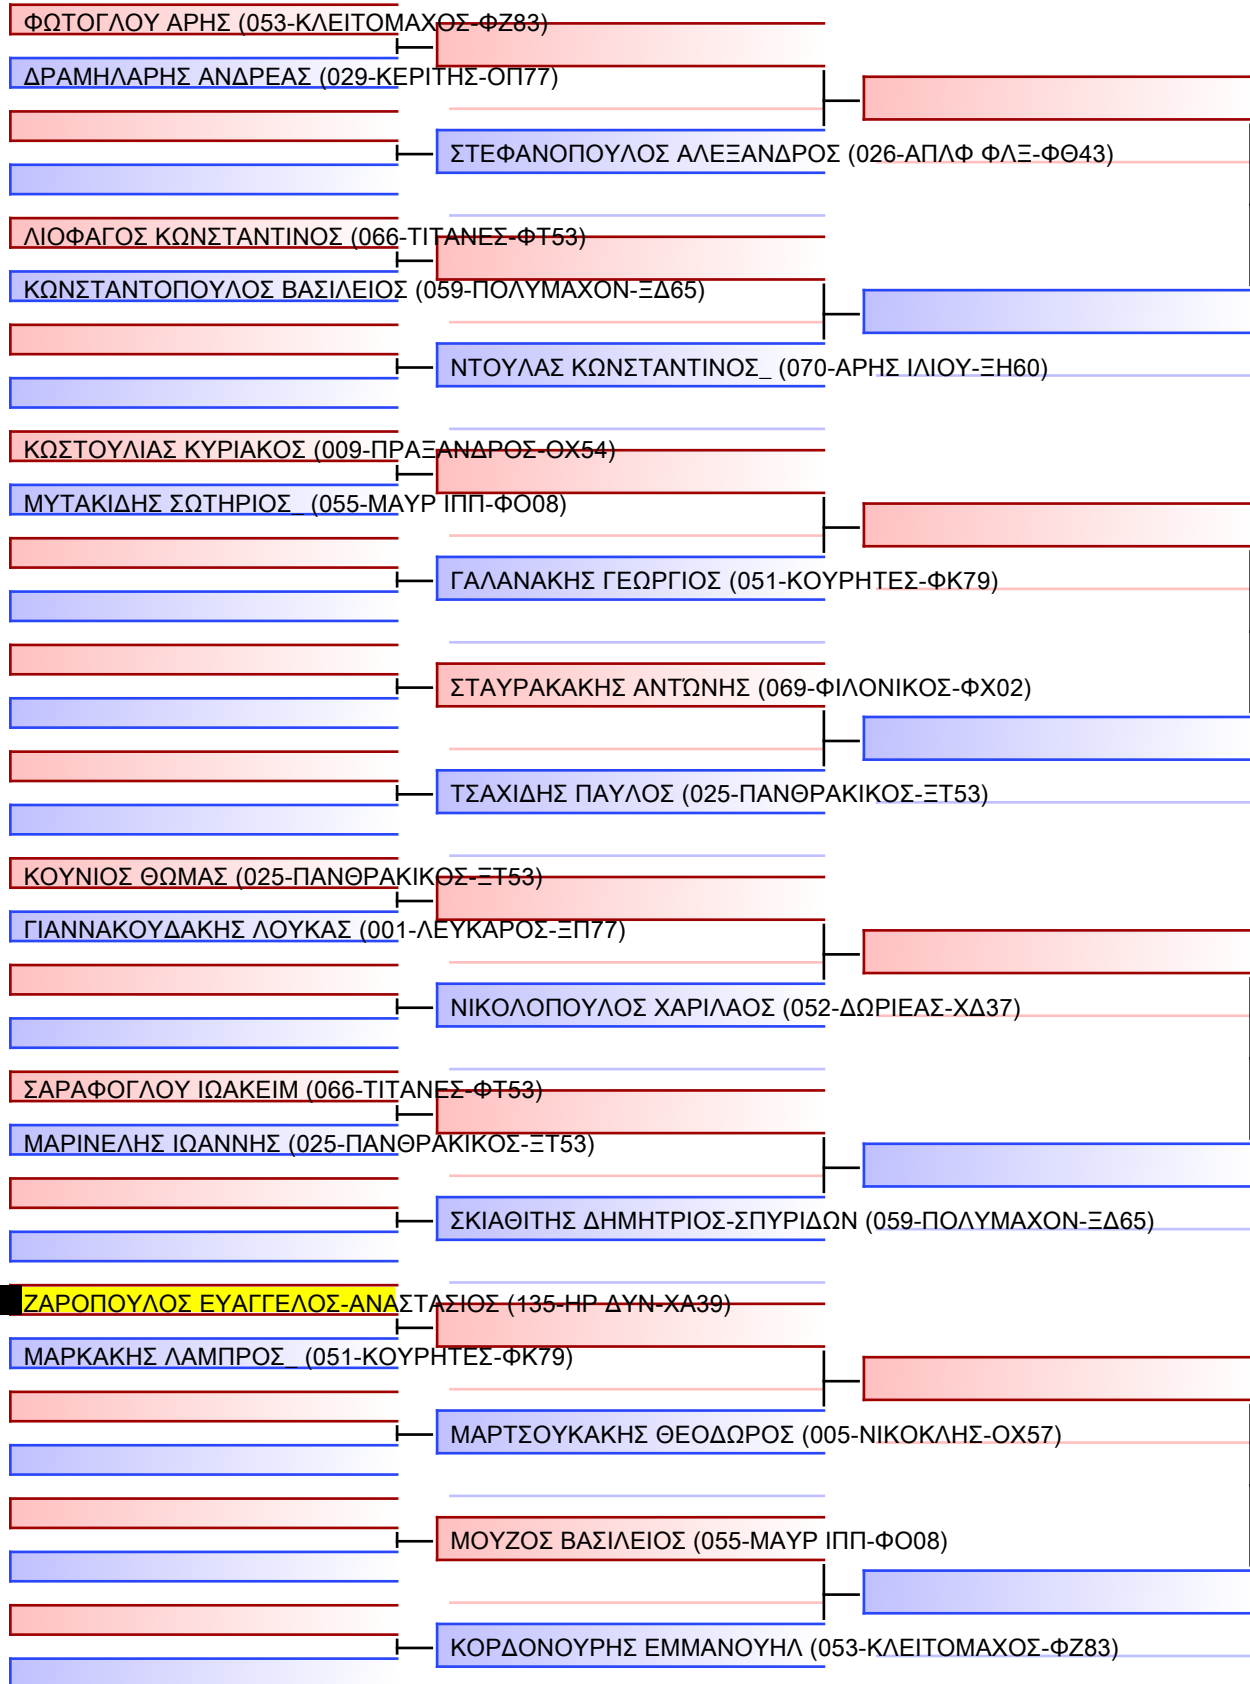 ΦΩΤΟΓΛΟΥ ΑΡΗΣ (053-ΚΛΕΙΤΟΜΑΧΟΣ-ΦΖ83)
ΔΡΑΜΗΛΑΡΗΣ ΑΝΔΡΕΑΣ (029-ΚΕΡΙΤΗΣ-ΟΠ77)
ΣΤΕΦΑΝΟΠΟΥΛΟΣ ΑΛΕΞΑΝΔΡΟΣ (026-ΑΠΛΦ ΦΛΞ-ΦΘ43)
ΛΙΟΦΑΓΟΣ ΚΩΝΣΤΑΝΤΙΝΟΣ (066-ΤΙΤΑΝΕΣ-ΦΤ53)
ΚΩΝΣΤΑΝΤΟΠΟΥΛΟΣ ΒΑΣΙΛΕΙΟΣ (059-ΠΟΛΥΜΑΧΟΝ-ΞΔ65)
ΝΤΟΥΛΑΣ ΚΩΝΣΤΑΝΤΙΝΟΣ_ (070-ΑΡΗΣ ΙΛΙΟΥ-ΞΗ60)
ΚΩΣΤΟΥΛΙΑΣ ΚΥΡΙΑΚΟΣ (009-ΠΡΑΞΑΝΔΡΟΣ-ΟΧ54)
ΜΥΤΑΚΙΔΗΣ ΣΩΤΗΡΙΟΣ_ (055-ΜΑΥΡ ΙΠΠ-ΦΟ08)
ΓΑΛΑΝΑΚΗΣ ΓΕΩΡΓΙΟΣ (051-ΚΟΥΡΗΤΕΣ-ΦΚ79)
ΣΤΑΥΡΑΚΑΚΗΣ ΑΝΤΏΝΗΣ (069-ΦΙΛΟΝΙΚΟΣ-ΦΧ02)
ΤΣΑΧΙΔΗΣ ΠΑΥΛΟΣ (025-ΠΑΝΘΡΑΚΙΚΟΣ-ΞΤ53)
ΚΟΥΝΙΟΣ ΘΩΜΑΣ (025-ΠΑΝΘΡΑΚΙΚΟΣ-ΞΤ53)
ΓΙΑΝΝΑΚΟΥΔΑΚΗΣ ΛΟΥΚΑΣ (001-ΛΕΥΚΑΡΟΣ-ΞΠ77)
ΝΙΚΟΛΟΠΟΥΛΟΣ ΧΑΡΙΛΑΟΣ (052-ΔΩΡΙΕΑΣ-ΧΔ37)
ΣΑΡΑΦΟΓΛΟΥ ΙΩΑΚΕΙΜ (066-ΤΙΤΑΝΕΣ-ΦΤ53)
ΜΑΡΙΝΕΛΗΣ ΙΩΑΝΝΗΣ (025-ΠΑΝΘΡΑΚΙΚΟΣ-ΞΤ53)
ΣΚΙΑΘΙΤΗΣ ΔΗΜΗΤΡΙΟΣ-ΣΠΥΡΙΔΩΝ (059-ΠΟΛΥΜΑΧΟΝ-ΞΔ65)
ΖΑΡΟΠΟΥΛΟΣ ΕΥΑΓΓΕΛΟΣ-ΑΝΑΣΤΑΣΙΟΣ (135-ΗΡ ΔΥΝ-ΧΑ39)
ΜΑΡΚΑΚΗΣ ΛΑΜΠΡΟΣ_ (051-ΚΟΥΡΗΤΕΣ-ΦΚ79)
ΜΑΡΤΣΟΥΚΑΚΗΣ ΘΕΟΔΩΡΟΣ (005-ΝΙΚΟΚΛΗΣ-ΟΧ57)
ΜΟΥΖΟΣ ΒΑΣΙΛΕΙΟΣ (055-ΜΑΥΡ ΙΠΠ-ΦΟ08)
ΚΟΡΔΟΝΟΥΡΗΣ ΕΜΜΑΝΟΥΗΛ (053-ΚΛΕΙΤΟΜΑΧΟΣ-ΦΖ83)